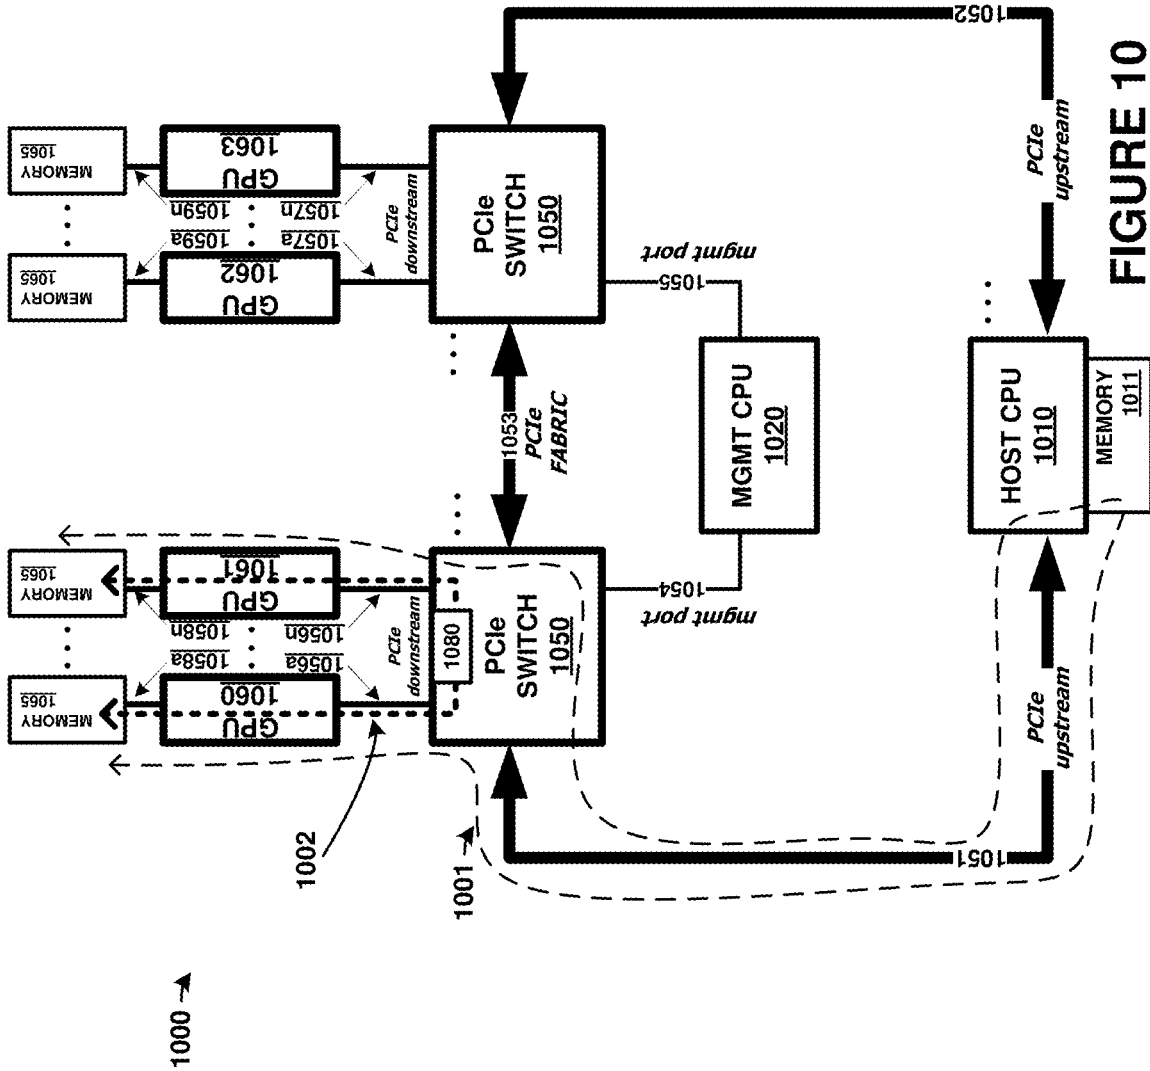 1052
MEMORY
1065
MEMORY
1065
MEMORY
1065
MEMORY
1065
GPU
1063
GPU
1062
GPU
1061
GPU
1060
1059n
1059a
1058n
1058a
1057n
1057a
1056n
1056a
PCIe
downstream
PCIe
downstream
PCIe
SWITCH
1050
1053
PCIe
FABRIC
1080
PCIe
SWITCH
1050
mgmt port
1055
mgmt port
1054
MGMT CPU
1020
HOST CPU
1010
MEMORY
1011
PCIe
upstream
PCIe
upstream
1051
1002
1001
1000
FIGURE 10